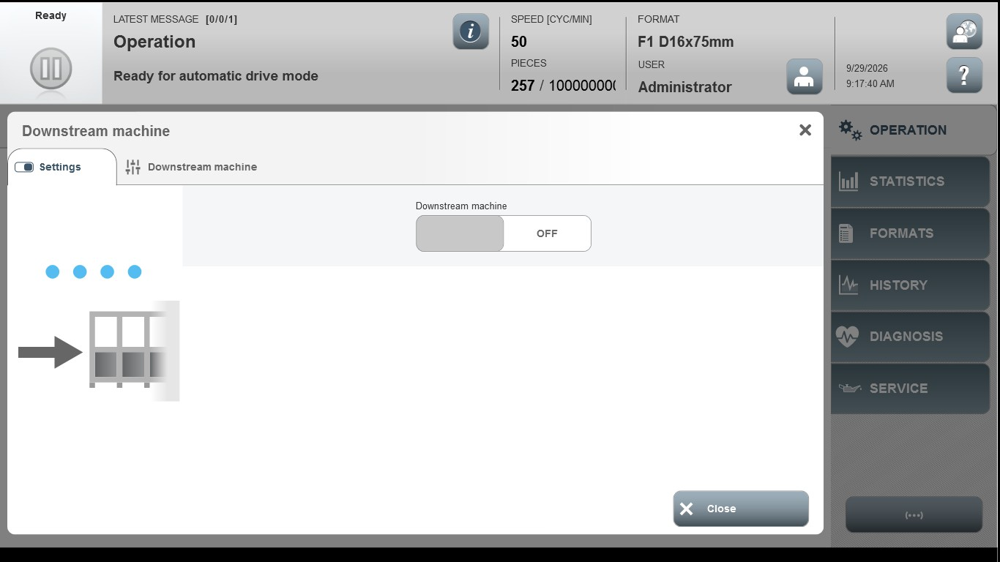 Ready
LATEST MESSAGE [0/0/1]
Operation
Ready for automatic drive mode
i
SPEED [CYC/MIN]
50
PIECES
257 / 10000000
FORMAT
F1 D16x75mm
USER
Administrator
9/29/2026
9:17:40 AM
?
Downstream machine
Settings
Downstream machine
Downstream machine
OFF
Close
OPERATION
STATISTICS
FORMATS
HISTORY
DIAGNOSIS
SERVICE
(•••)